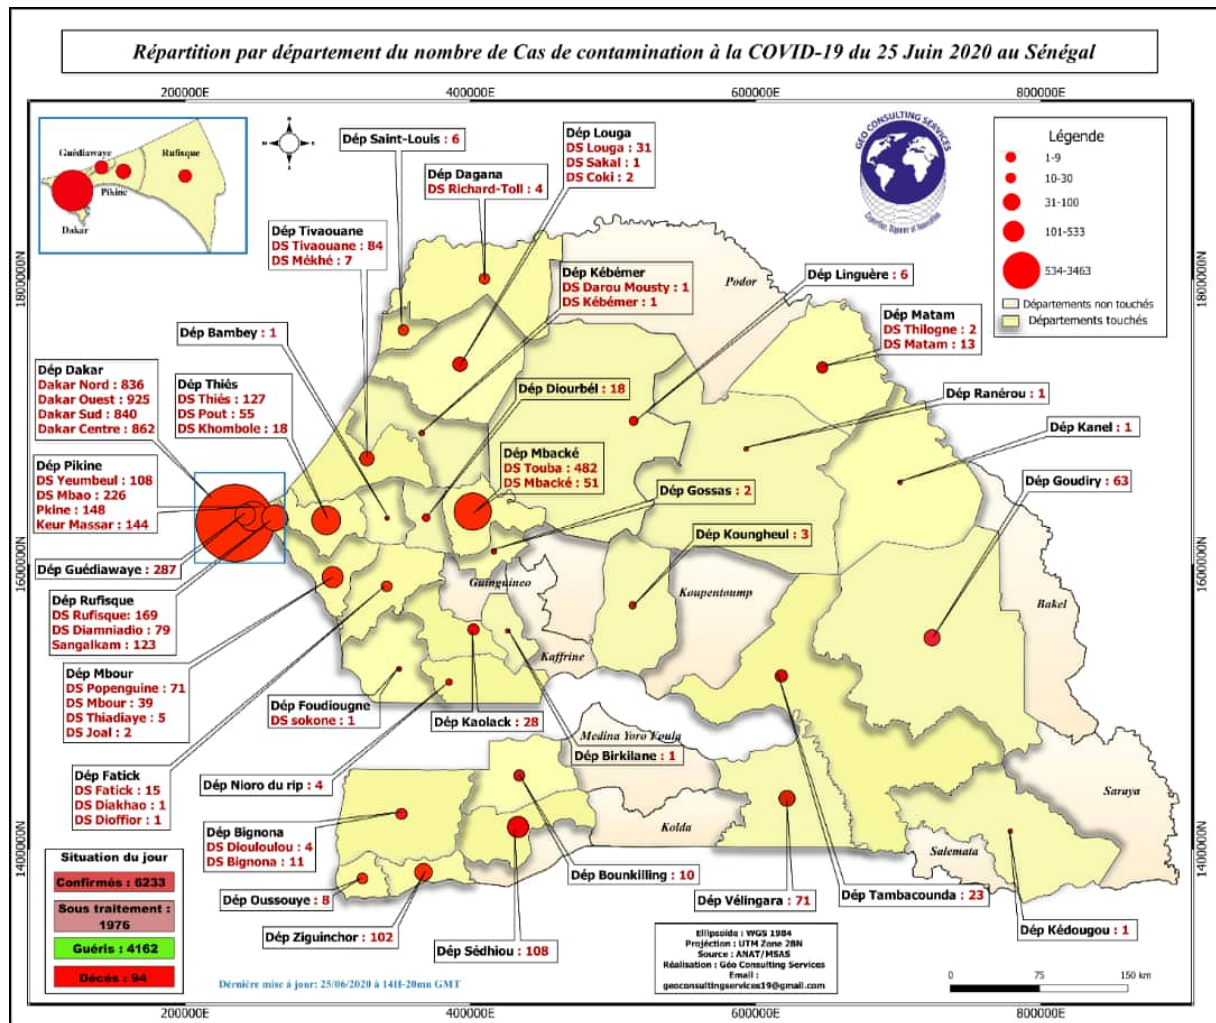 Répartition par département du nombre de Cas de contamination à la COVID-19 du 25 Juin 2020 au Sénégal
200000E 400000E 600000E 800000E
Guédiawaye
Rufisque
Pikine
Dakar
N
W
E
S
Dép Saint-Louis : 6
Dép Dagana
DS Richard-Toll : 4
Dép Louga
DS Louga : 31
DS Sakal : 1
DS Coki : 2
GEO CONSULTING SERVICES
Légende
1-9
10-30
31-100
101-533
534-3463
Départements non touchés
Départements touchés
Dép Tivaouane
DS Tivaouane : 84
DS Mékhé : 7
Dép Kébémer
DS Darou Mousty : 1
DS Kébémer : 1
Dép Linguère : 6
Podor
1800000N
1800000N
Dép Matam
DS Thilogne : 2
DS Matam : 13
Dép Bambey : 1
Dép Dakar
Dakar Nord : 836
Dakar Ouest : 925
Dakar Sud : 840
Dakar Centre : 862
Dép Thiés
DS Thiés : 127
DS Pout : 55
DS Khombole : 18
Dép Diourbél : 18
Dép Ranérou : 1
Dép Kanel : 1
Dép Mbacké
DS Touba : 482
DS Mbacké : 51
Dép Pikine
DS Yeumbeul : 108
DS Mbao : 226
Pkine : 148
Keur Massar : 144
Dép Gossas : 2
Dép Goudiry : 63
Dép Koungheul : 3
Dép Guédiawaye : 287
1600000N
1600000N
Guinguineo
Koupentoump
Bakel
Dép Rufisque
DS Rufisque: 169
DS Diamniadio : 79
Sangalkam : 123
Kaffrine
Dép Mbour
DS Popenguine : 71
DS Mbour : 39
DS Thiadiaye : 5
DS Joal : 2
Dép Foudiougne
DS sokone : 1
Dép Kaolack : 28
Medina Yoro Foula
Dép Birkilane : 1
Dép Fatick
DS Fatick : 15
DS Diakhao : 1
DS Dioffior : 1
Dép Nioro du rip : 4
Saraya
Dép Bignona
DS Diouloulou : 4
DS Bignona : 11
Kolda
Salemata
1400000N
1400000N
Situation du jour
Confirmés : 6233
Sous traitement :
1976
Guéris : 4162
Décés : 94
Dép Bounkilling : 10
Dép Oussouye : 8
Dép Vélingara : 71
Dép Tambacounda : 23
Dép Ziguinchor : 102
Dép Sédhiou : 108
Dép Kédougou : 1
Ellipsoïde : WGS 1984
Projéction : UTM Zone 28N
Source : ANAT/MSAS
Réalisation : Géo Consulting Services
Email :
geoconsultingservices19@gmail.com
Dérnière mise à jour: 25/06/2020 à 14H-20mn GMT
0 75 150 km
200000E 400000E 600000E 800000E